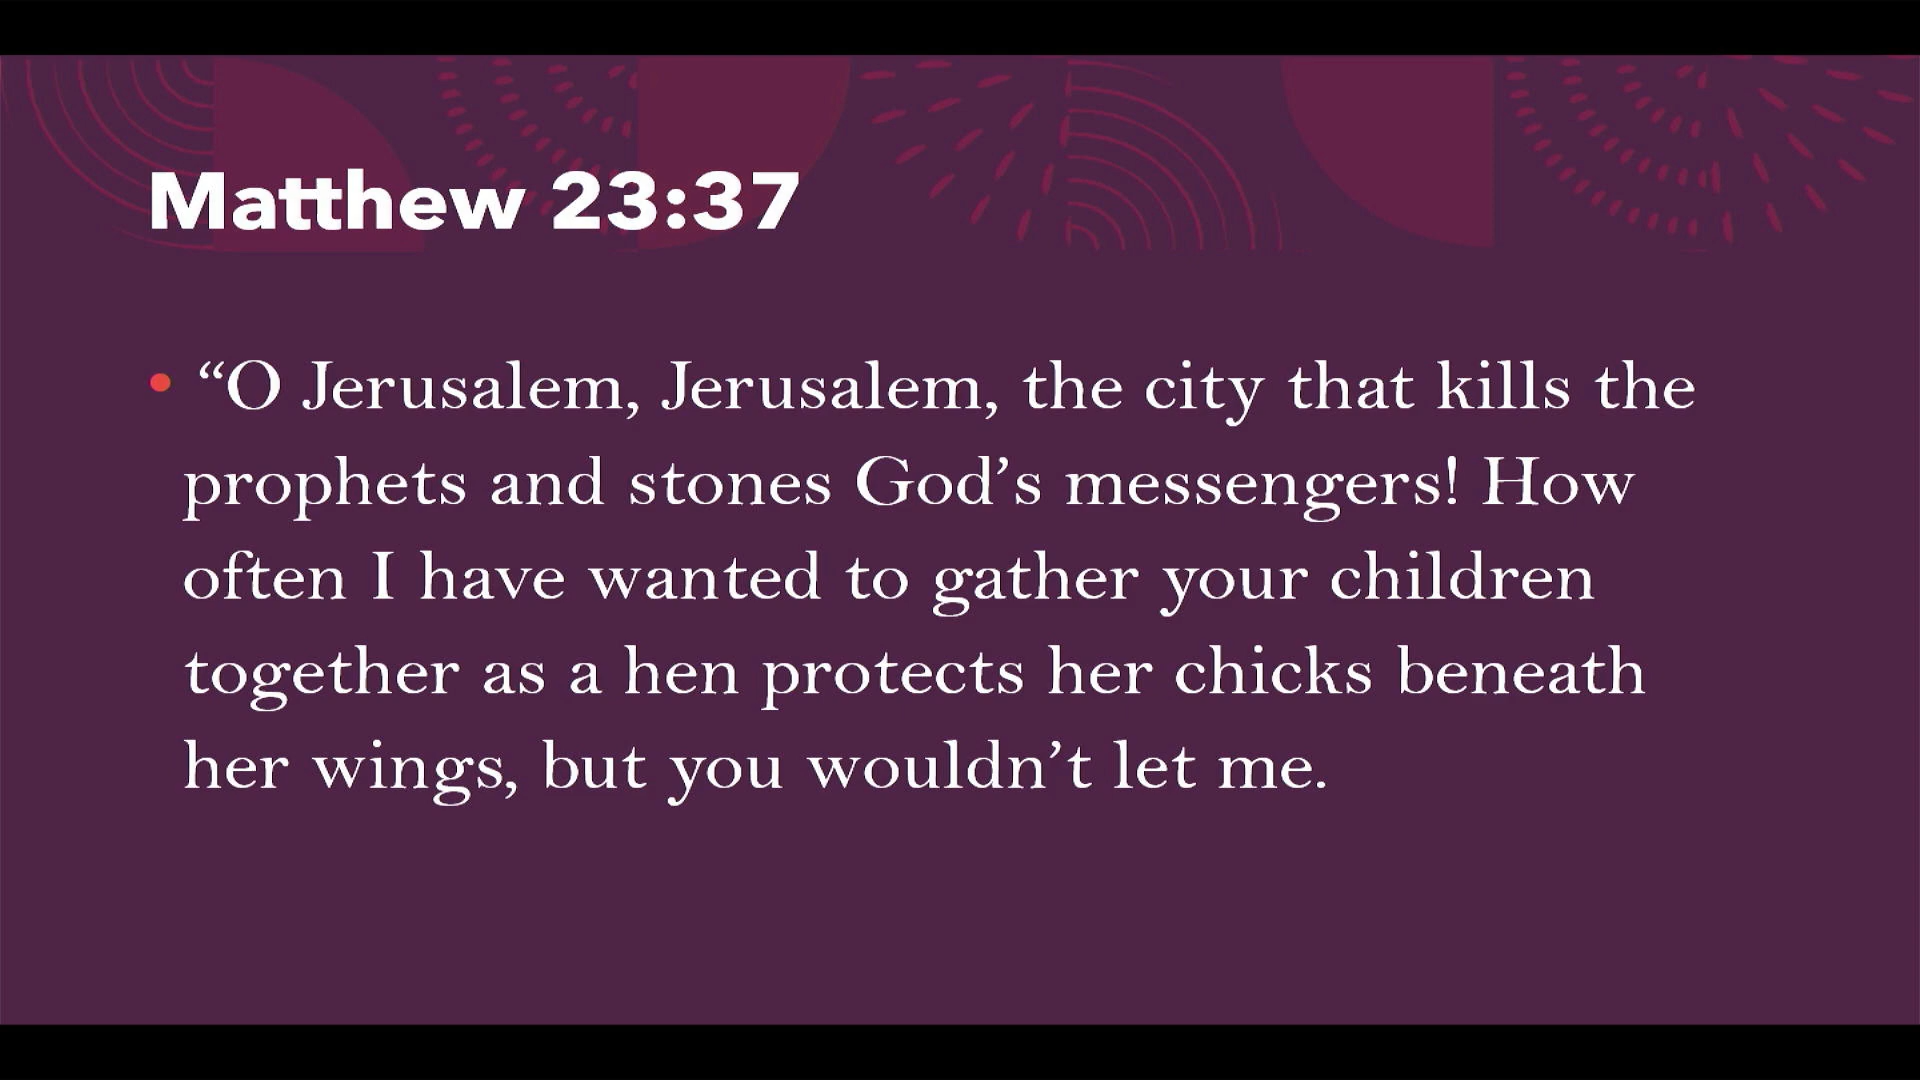 Matthew 23:37
• “O Jerusalem, Jerusalem, the city that kills the
prophets and stones God’s messengers! How
often I have wanted to gather your children
together as a hen protects her chicks beneath
her wings, but you wouldn’t let me.